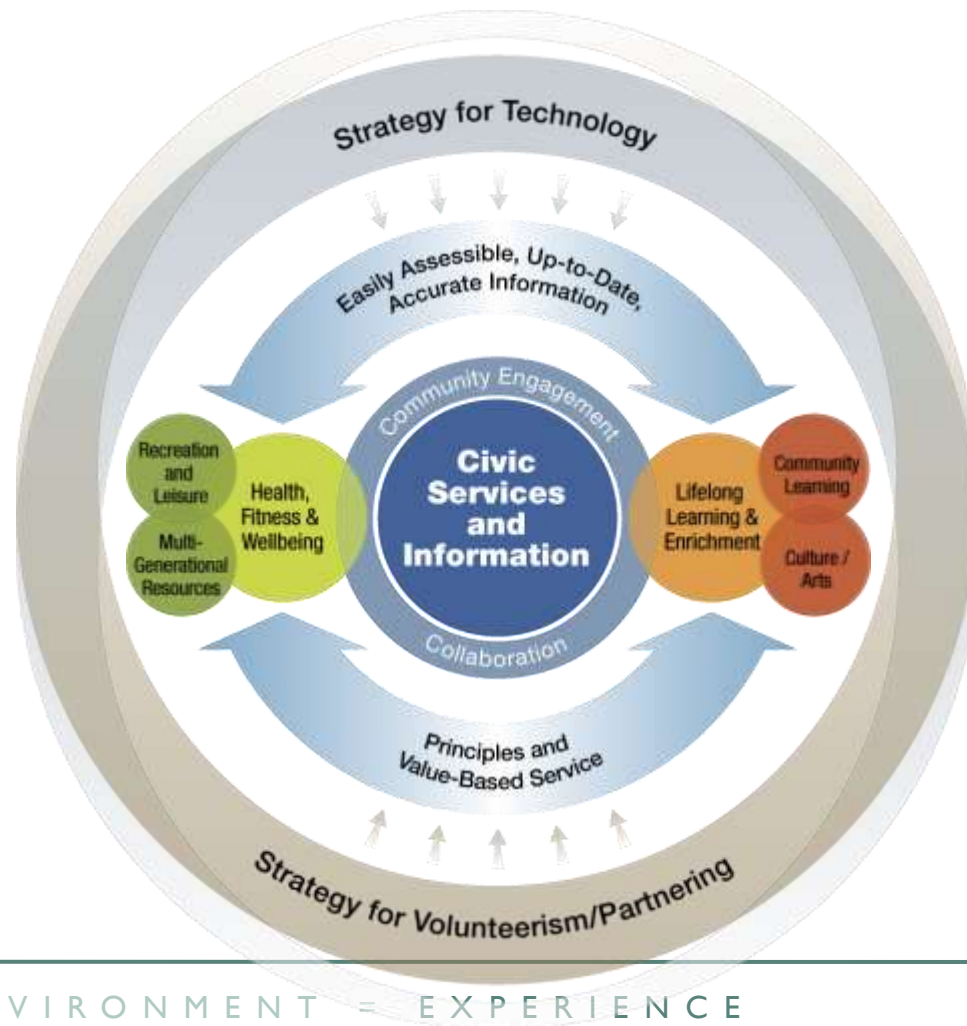 Strategy for Technology
Easily Assessible, Up-to-Date,
Accurate Information
Community Engagement
Civic
Services
and
Information
Collaboration
Recreation
and
Leisure
Multi-
Generational
Resources
Health,
Fitness &
Wellbeing
Lifelong
Learning &
Enrichment
Community
Learning
Culture /
Arts
Principles and
Value-Based Service
Strategy for Volunteerism/Partnering
VIRONMENT = EXPERIENCE